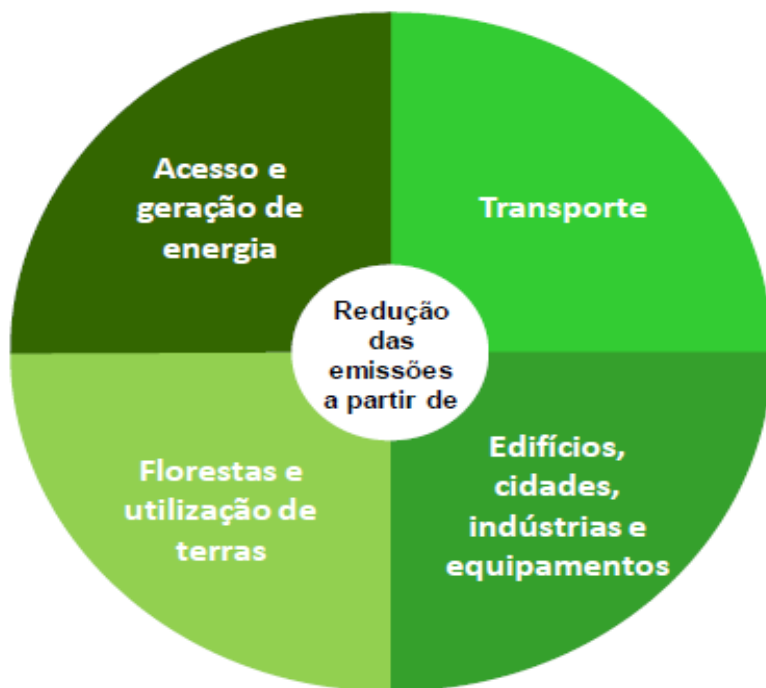 Acesso e
geração de
energia
Transporte
Redução
das
emissões
a partir de
Florestas e
utilização de
terras
Edifícios,
cidades,
indústrias e
equipamentos